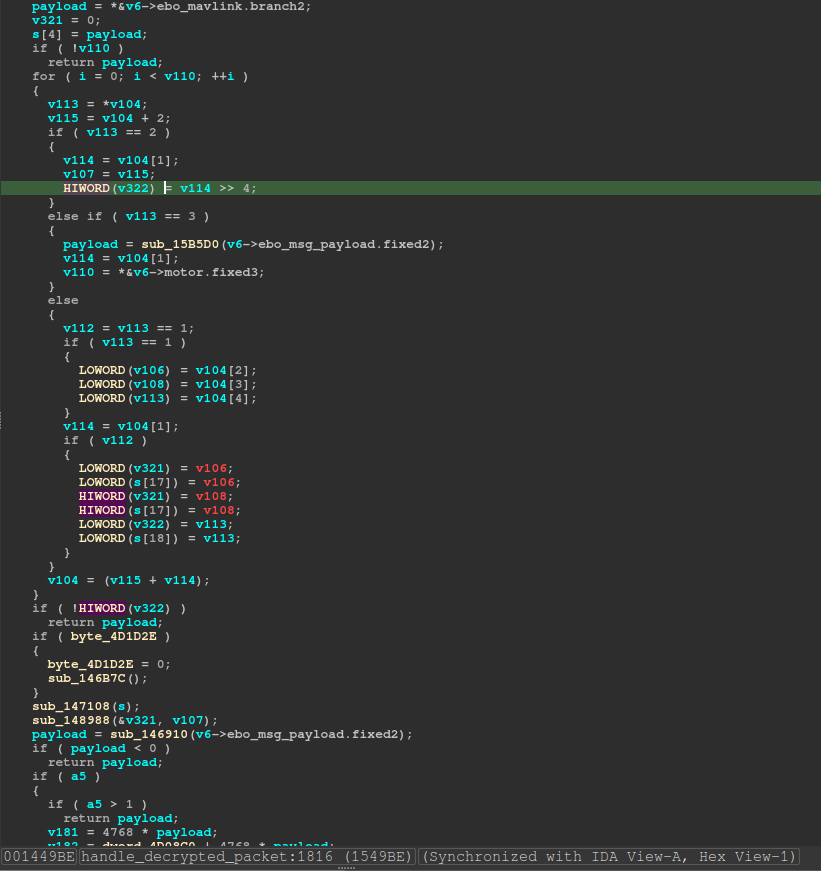 payload = *&v6->ebo_mavlink.branch2;
v321 = 0;
s[4] = payload;
if ( !v110 )
return payload;
for ( i = 0; i < v110; ++i )
{
v113 = *v104;
v115 = v104 + 2;
if ( v113 == 2 )
{
v114 = v104[1];
v107 = v115;
HIWORD(v322) = v114 >> 4;
}
else if ( v113 == 3 )
{
payload = sub_15B5D0(v6->ebo_msg_payload.fixed2);
v114 = v104[1];
v110 = *&v6->motor.fixed3;
}
else
{
v112 = v113 == 1;
if ( v113 == 1 )
{
LOWORD(v106) = v104[2];
LOWORD(v108) = v104[3];
LOWORD(v113) = v104[4];
}
v114 = v104[1];
if ( v112 )
{
LOWORD(v321) = v106;
LOWORD(s[17]) = v106;
HIWORD(v321) = v108;
HIWORD(s[17]) = v108;
LOWORD(v322) = v113;
LOWORD(s[18]) = v113;
}
}
v104 = (v115 + v114);
}
if ( !HIWORD(v322) )
return payload;
if ( byte_4D1D2E )
{
byte_4D1D2E = 0;
sub_146B7C();
}
sub_147108(s);
sub_148988(&v321, v107);
payload = sub_146910(v6->ebo_msg_payload.fixed2);
if ( payload < 0 )
return payload;
if ( a5 )
{
if ( a5 > 1 )
return payload;
v181 = 4768 * payload;
001449BE handle_decrypted_packet:1816 (1549BE) (Synchronized with IDA View-A, Hex View-1)